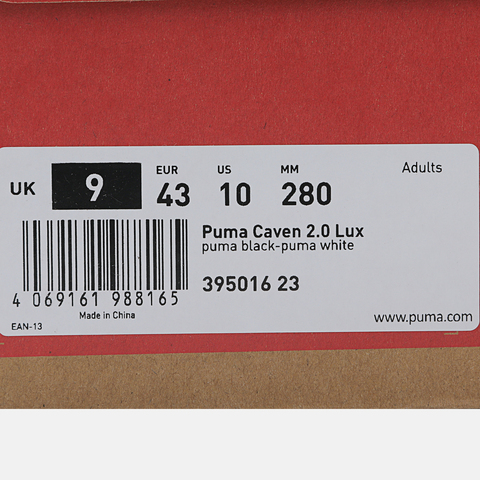 UK 9 EUR 43 US 10 MM 280 Adults
Puma Caven 2.0 Lux
puma black-puma white
395016 23
4 069161 988165
Made in China
EAN-13
www.puma.com